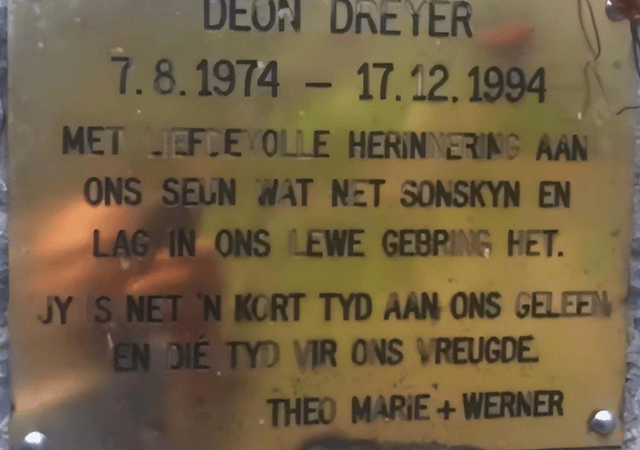 DEON DREYER
7.8.1974 – 17.12.1994
MET LIEFDEVOLLE HERINNERING AAN
ONS SEUN WAT NET SONSKYN EN
LAG IN ONS LEWE GEBRING HET.
JY IS NET 'N KORT TYD AAN ONS GELEEN
EN DIÉ TYD VIR ONS VREUGDE.
THEO MARIE + WERNER